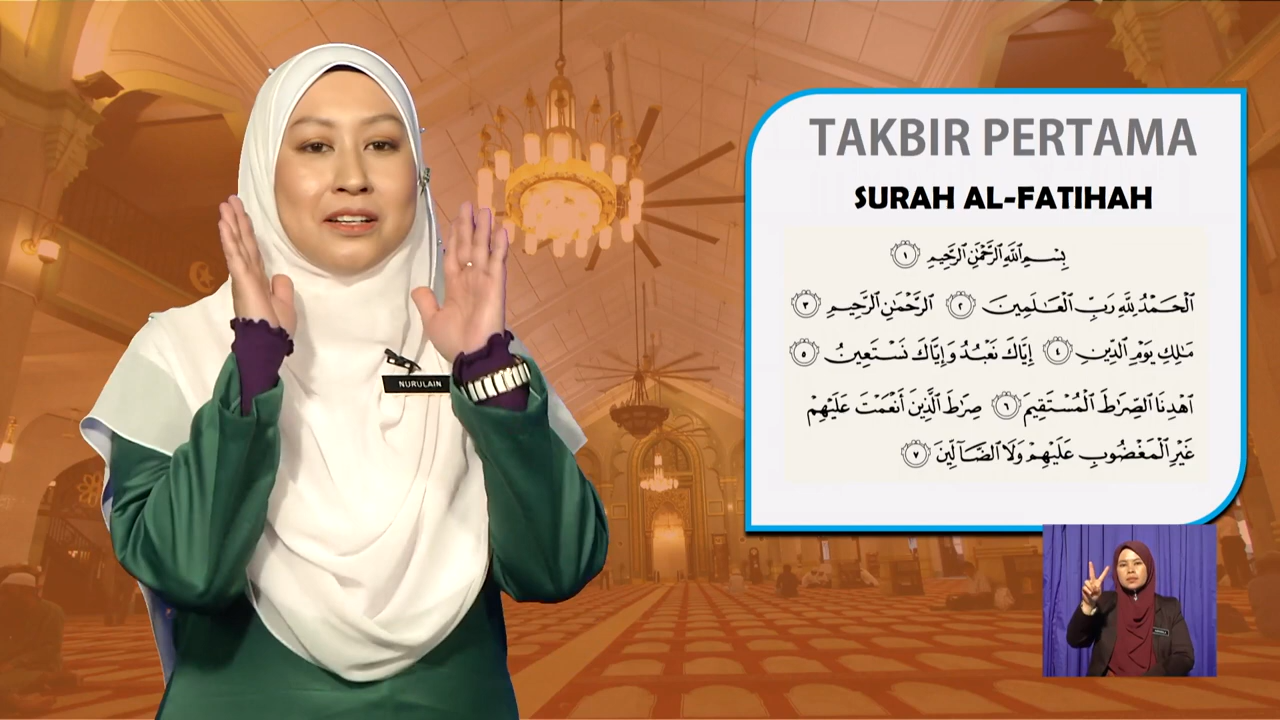 TAKBIR PERTAMA
SURAH AL-FATIHAH
بِسْمِ ٱللَّهِ ٱلرَّحْمَٰنِ ٱلرَّحِيمِ ١
ٱلْحَمْدُ لِلَّهِ رَبِّ ٱلْعَٰلَمِينَ ٢ ٱلرَّحْمَٰنِ ٱلرَّحِيمِ ٣
مَٰلِكِ يَوْمِ ٱلدِّينِ ٤ إِيَّاكَ نَعْبُدُ وَإِيَّاكَ نَسْتَعِينُ ٥
ٱهْدِنَا ٱلصِّرَٰطَ ٱلْمُسْتَقِيمَ ٦ صِرَٰطَ ٱلَّذِينَ أَنْعَمْتَ عَلَيْهِمْ
غَيْرِ ٱلْمَغْضُوبِ عَلَيْهِمْ وَلَا ٱلضَّآلِّينَ ٧
NURULAIN